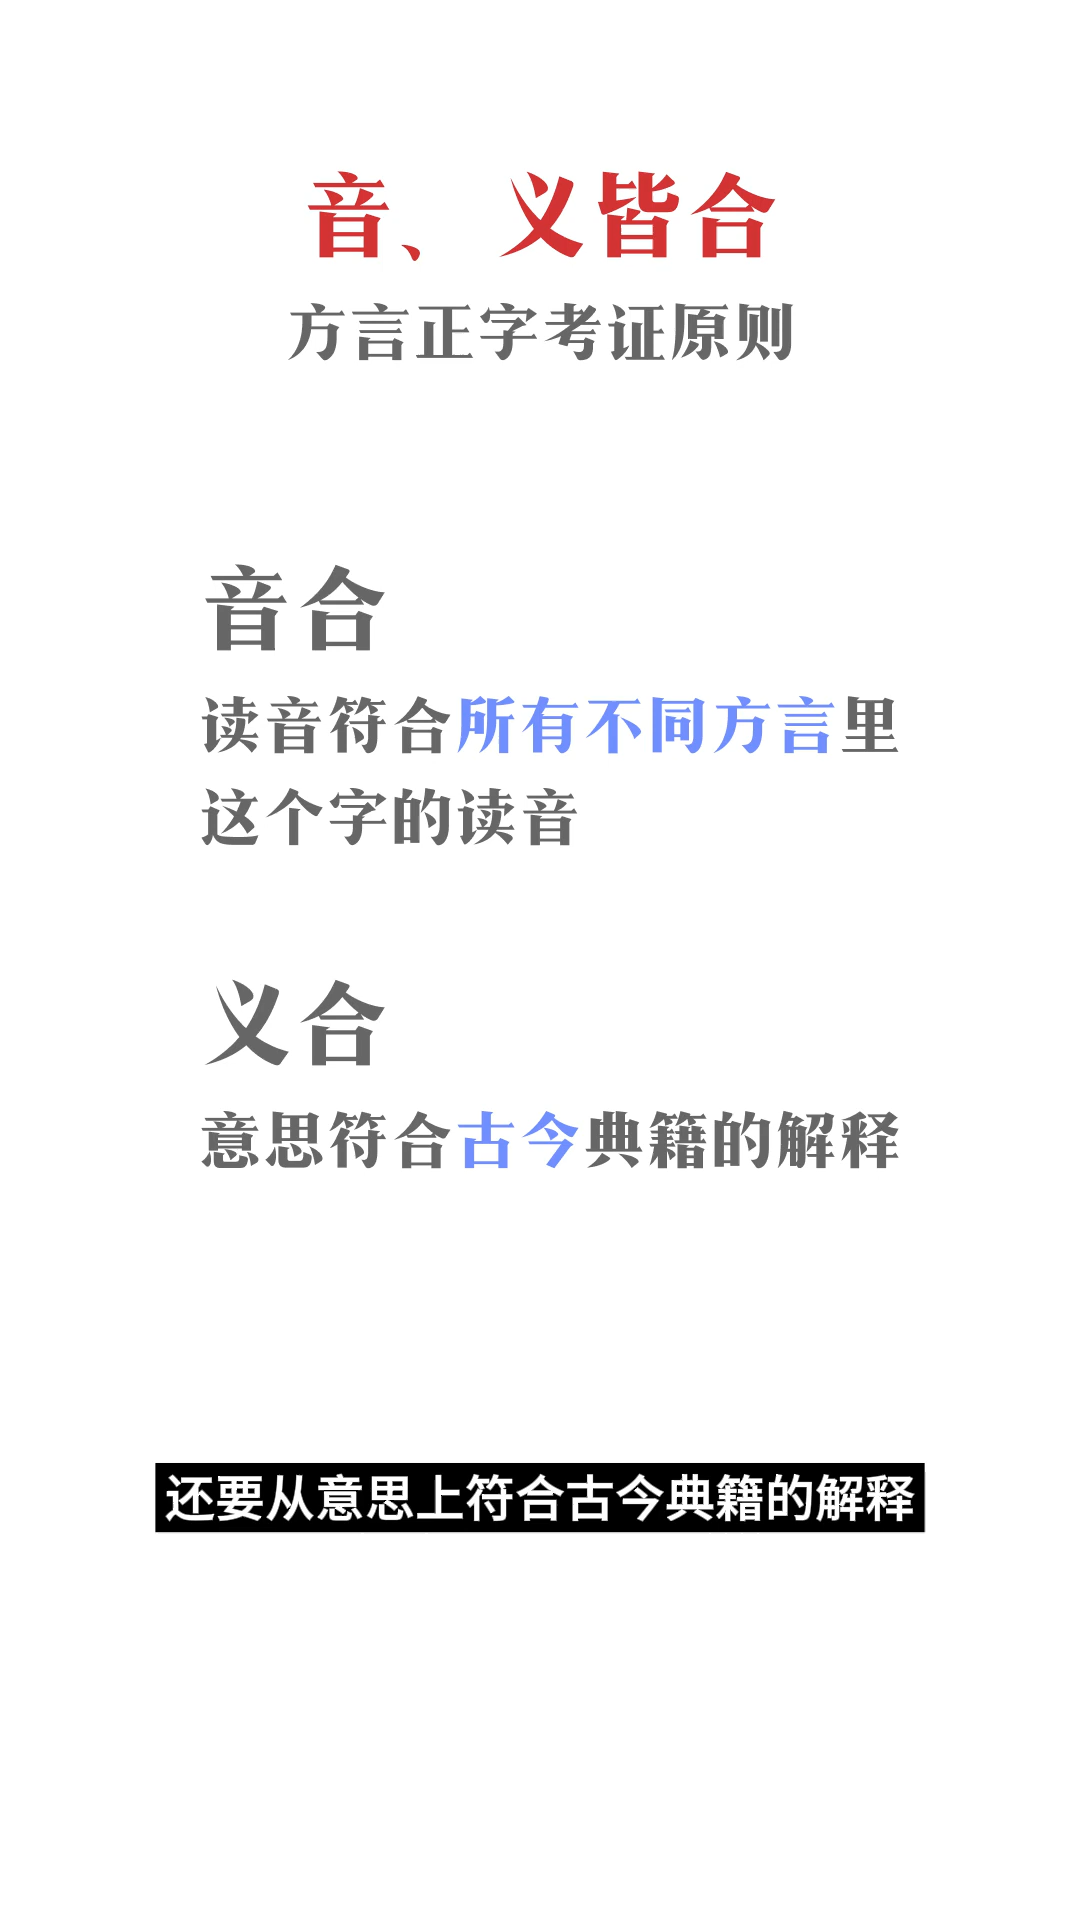 音、义皆合
方言正字考证原则
音合
读音符合所有不同方言里
这个字的读音
义合
意思符合古今典籍的解释
还要从意思上符合古今典籍的解释